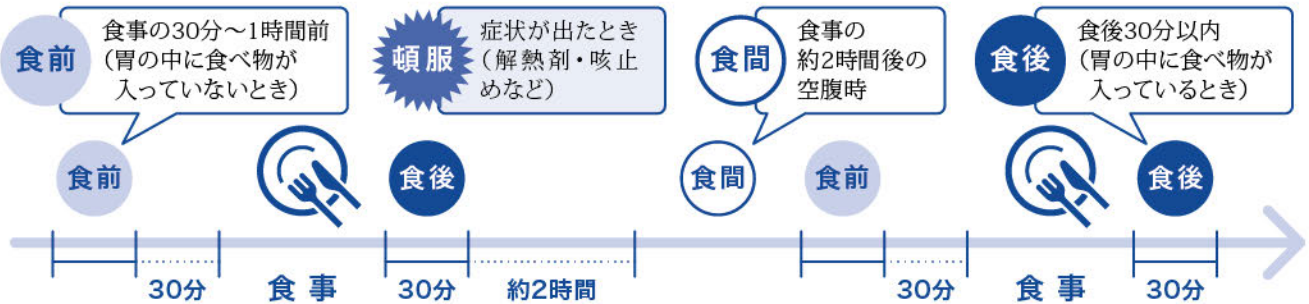 食前
食事の30分〜1時間前
（胃の中に食べ物が
入っていないとき）
頓服
症状が出たとき
（解熱剤・咳止
めなど）
食間
食事の
約2時間後の
空腹時
食後
食後30分以内
（胃の中に食べ物が
入っているとき）
食前
食後
食間
食前
食後
30分
食事
30分
約2時間
30分
食事
30分